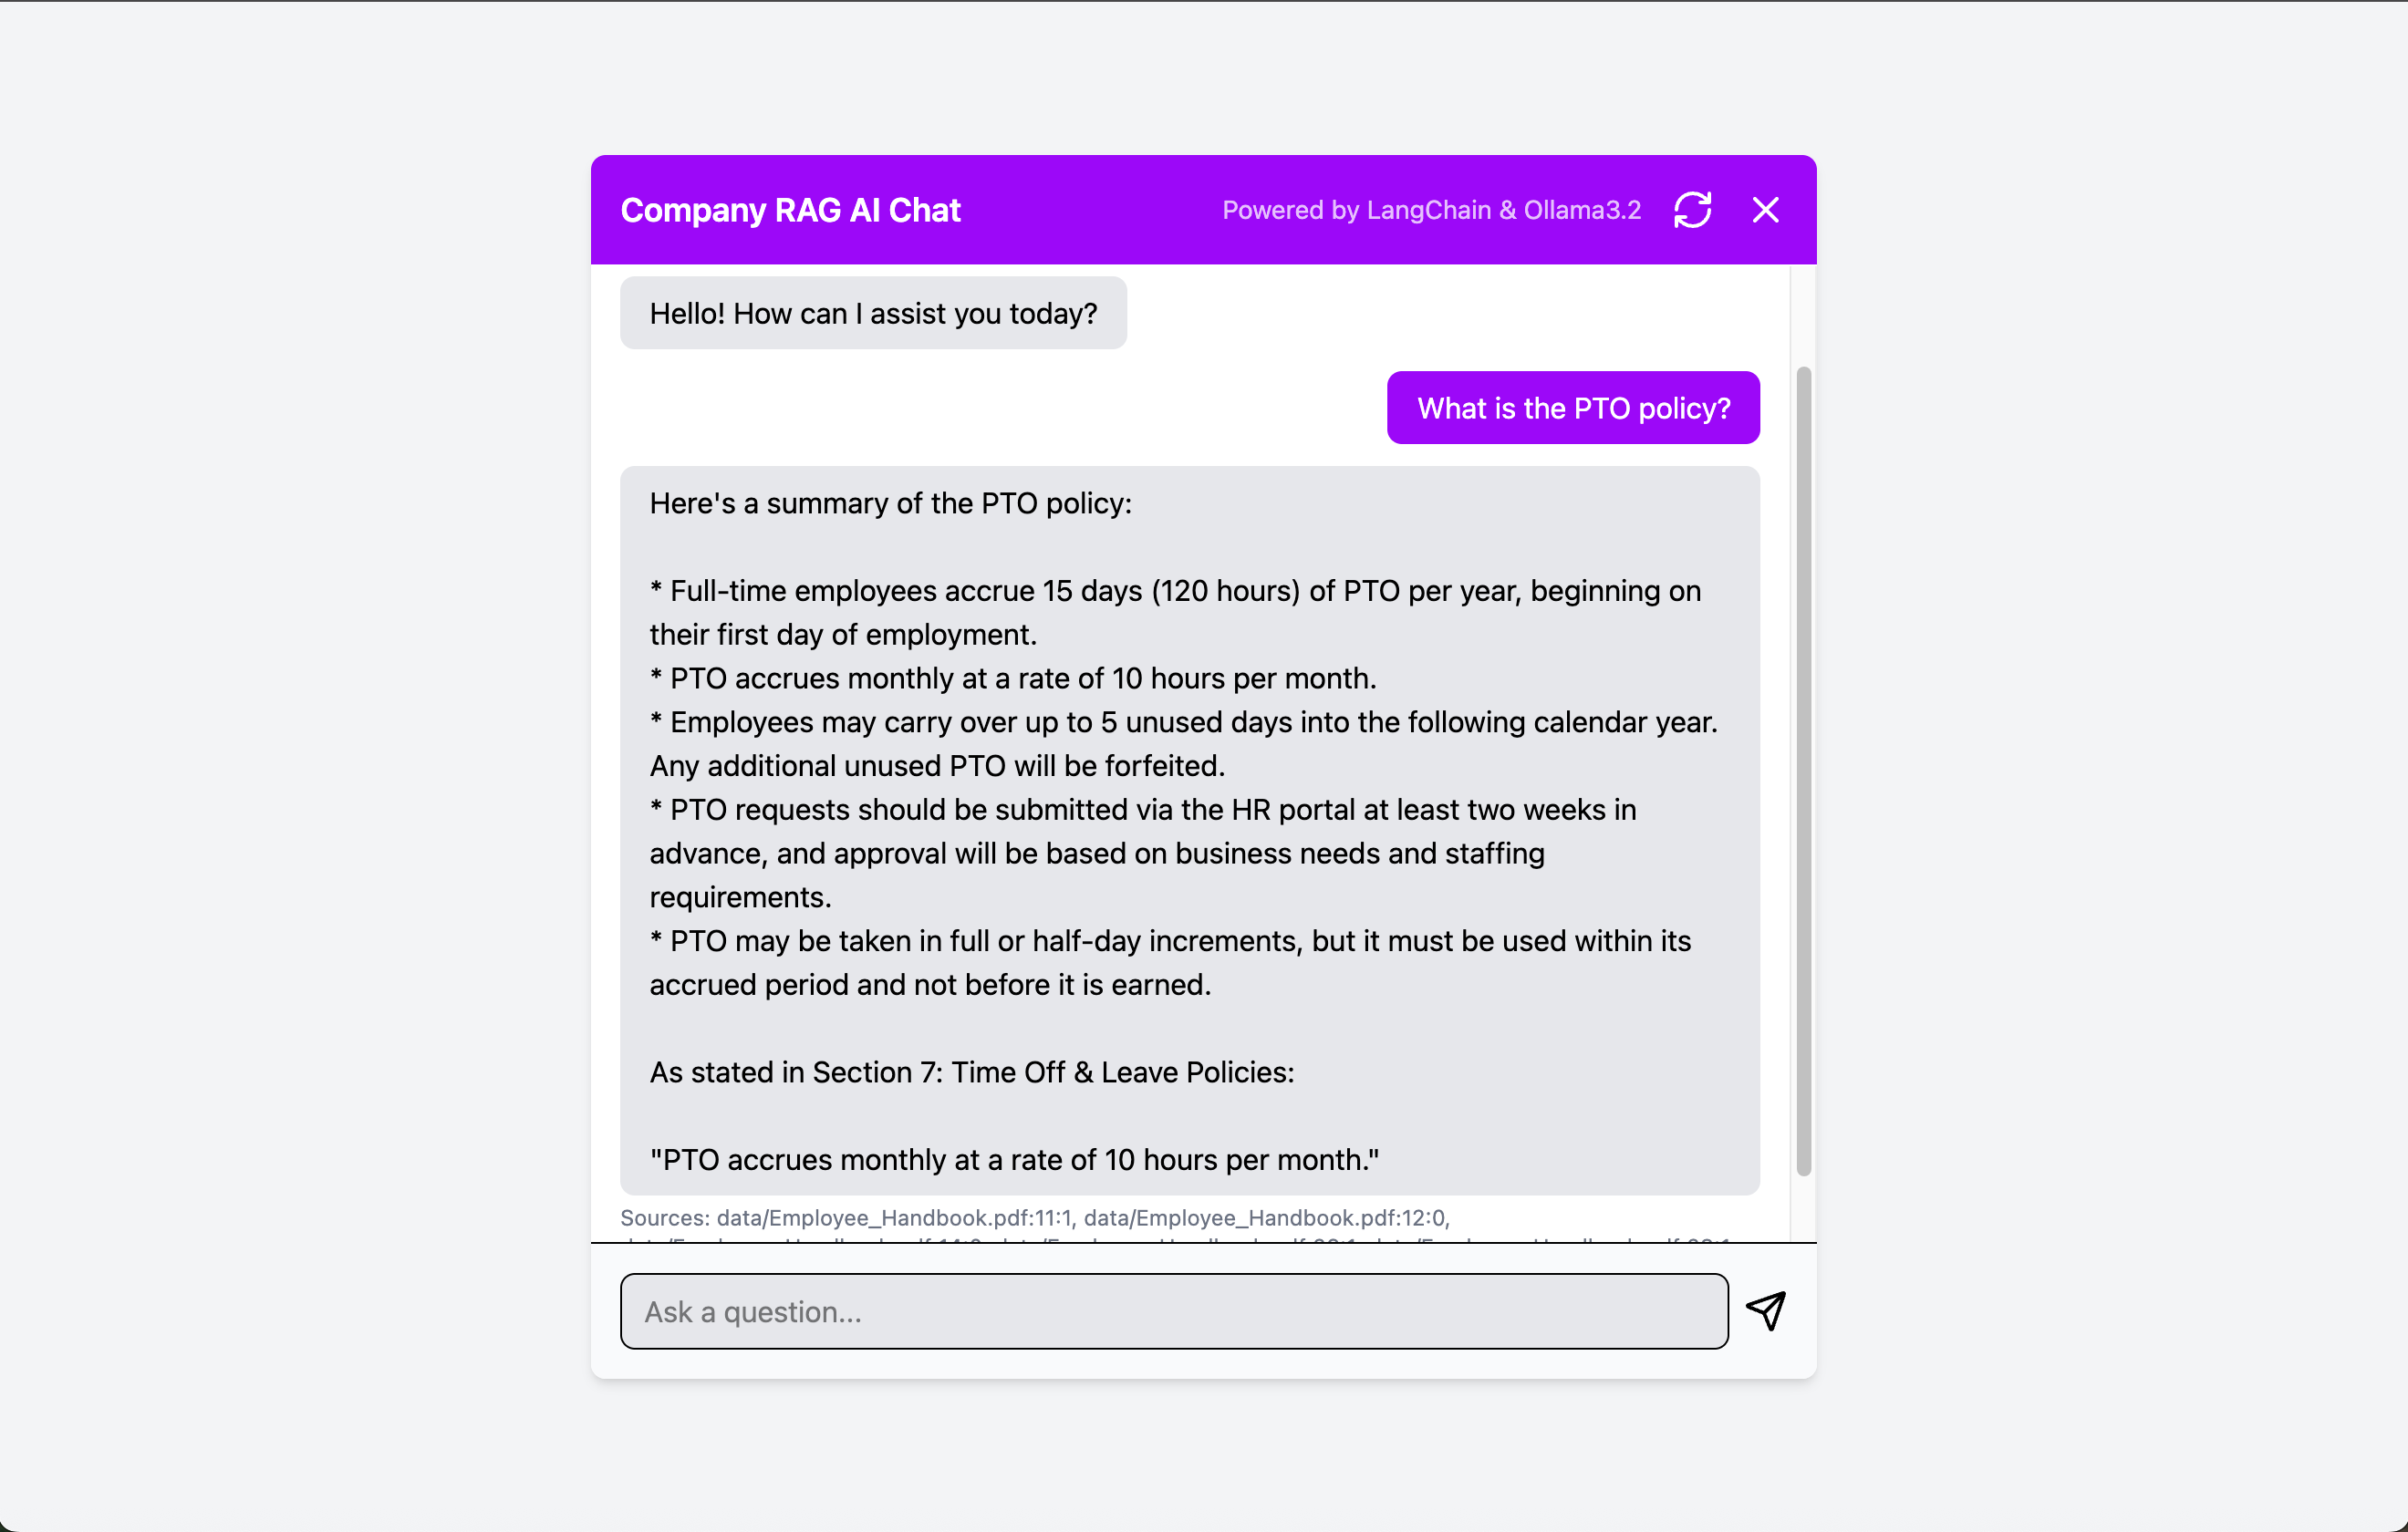 Company RAG AI Chat
Powered by LangChain & Ollama3.2
Hello! How can I assist you today?
What is the PTO policy?
Here's a summary of the PTO policy:
* Full-time employees accrue 15 days (120 hours) of PTO per year, beginning on
their first day of employment.
* PTO accrues monthly at a rate of 10 hours per month.
* Employees may carry over up to 5 unused days into the following calendar year.
Any additional unused PTO will be forfeited.
* PTO requests should be submitted via the HR portal at least two weeks in
advance, and approval will be based on business needs and staffing
requirements.
* PTO may be taken in full or half-day increments, but it must be used within its
accrued period and not before it is earned.
As stated in Section 7: Time Off & Leave Policies:
"PTO accrues monthly at a rate of 10 hours per month."
Sources: data/Employee_Handbook.pdf:11:1, data/Employee_Handbook.pdf:12:0,
Ask a question...